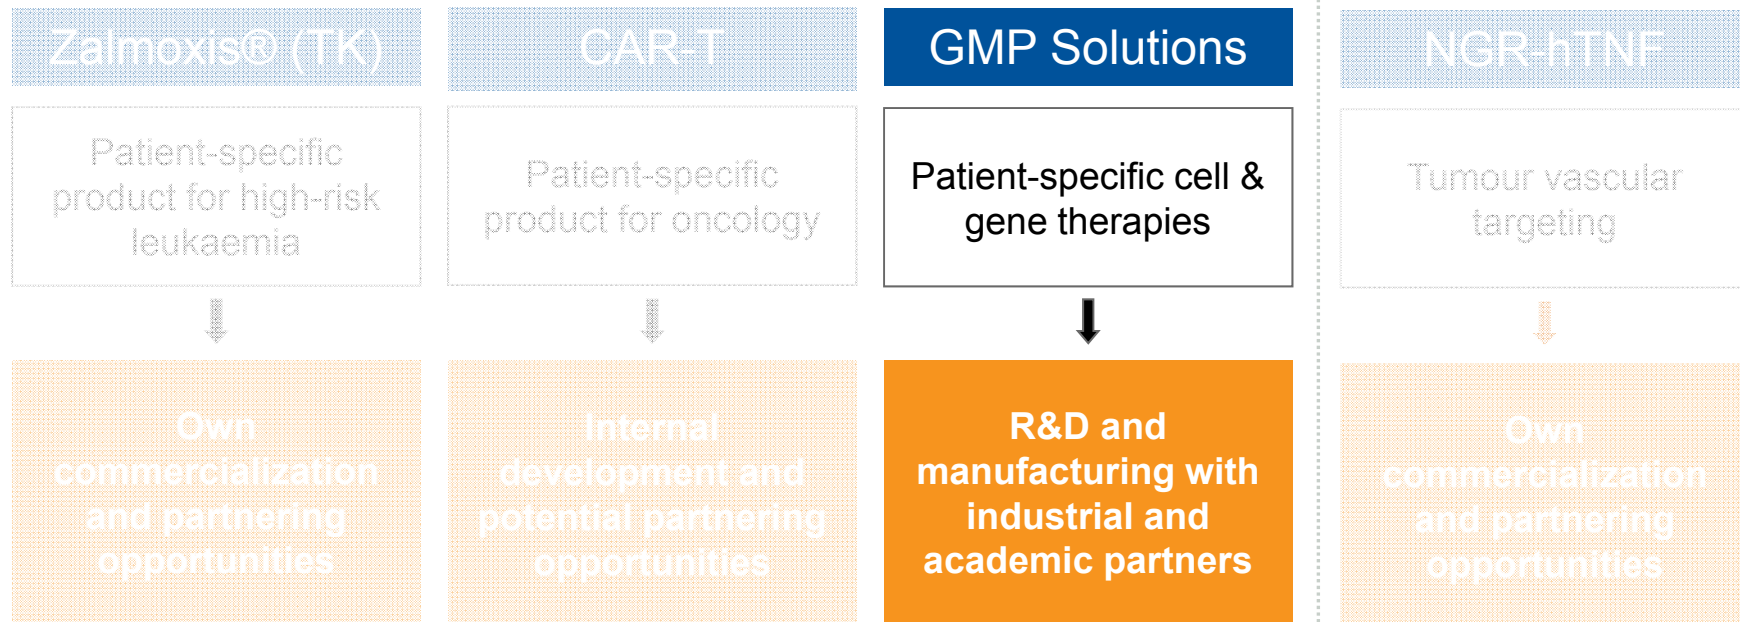 Zalmoxis® (TK)
Patient-specific
product for high-risk
leukaemia
Own
commercialization
and partnering
opportunities
CAR-T
Patient-specific
product for oncology
Internal
development and
potential partnering
opportunities
GMP Solutions
Patient-specific cell &
gene therapies
R&D and
manufacturing with
industrial and
academic partners
NGR-hTNF
Tumour vascular
targeting
Own
commercialization
and partnering
opportunities